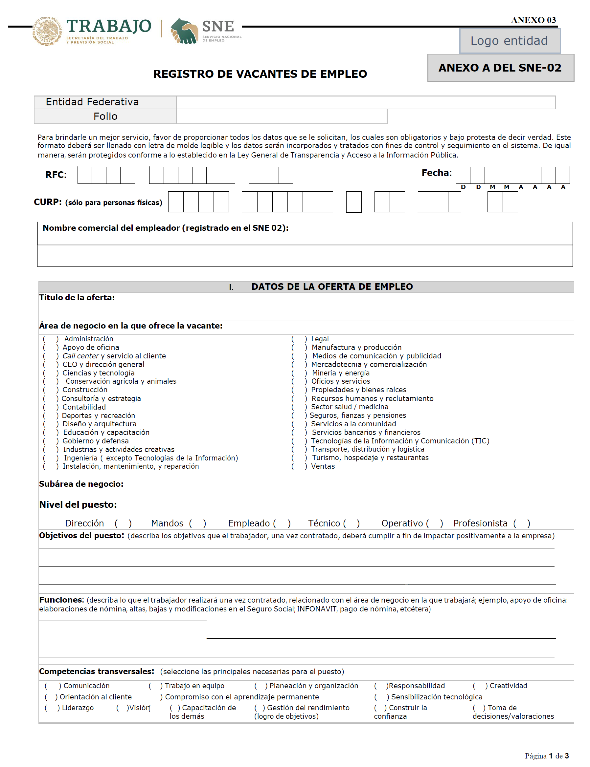 ANEXO 03
TRABAJO
SECRETARÍA DEL TRABAJO
Y PREVISIÓN SOCIAL
SNE
SERVICIO NACIONAL
DE EMPLEO
Logo entidad
ANEXO A DEL SNE-02
REGISTRO DE VACANTES DE EMPLEO
Entidad Federativa
Folio
Para brindarle un mejor servicio, favor de proporcionar todos los datos que se le solicitan, los cuales son obligatorios y bajo protesta de decir verdad. Este
formato deberá ser llenado con letra de molde legible y los datos serán incorporados y tratados con fines de control y seguimiento en el sistema. De igual
manera, serán protegidos conforme a lo establecido en la Ley General de Transparencia y Acceso a la Información Pública.
RFC:
Fecha:
D D M M A A A A
CURP: (sólo para personas físicas)
Nombre comercial del empleador (registrado en el SNE 02):
I. DATOS DE LA OFERTA DE EMPLEO
Título de la oferta:
Área de negocio en la que ofrece la vacante:
( ) Administración
( ) Apoyo de oficina
( ) Call center y servicio al cliente
( ) CEO y dirección general
( ) Ciencias y tecnología
( ) Conservación agrícola y animales
( ) Construcción
( ) Consultoría y estrategia
( ) Contabilidad
( ) Deportes y recreación
( ) Diseño y arquitectura
( ) Educación y capacitación
( ) Gobierno y defensa
( ) Industrias y actividades creativas
( ) Ingeniería ( excepto Tecnologías de la Información)
( ) Instalación, mantenimiento, y reparación
( ) Legal
( ) Manufactura y producción
( ) Medios de comunicación y publicidad
( ) Mercadotecnia y comercialización
( ) Minería y energía
( ) Oficios y servicios
( ) Propiedades y bienes raíces
( ) Recursos humanos y reclutamiento
( ) Sector salud / medicina
( ) Seguros, fianzas y pensiones
( ) Servicios a la comunidad
( ) Servicios bancarios y financieros
( ) Tecnologías de la Información y Comunicación (TIC)
( ) Transporte, distribución y logística
( ) Turismo, hospedaje y restaurantes
( ) Ventas
Subárea de negocio:
Nivel del puesto:
Dirección ( ) Mandos ( ) Empleado ( ) Técnico ( ) Operativo ( ) Profesionista ( )
Objetivos del puesto: (describa los objetivos que el trabajador, una vez contratado, deberá cumplir a fin de impactar positivamente a la empresa)
Funciones: (describa lo que el trabajador realizará una vez contratado, relacionado con el área de negocio en la que trabajará; ejemplo, apoyo de oficina
elaboraciones de nómina, altas, bajas y modificaciones en el Seguro Social, INFONAVIT, pago de nómina, etcétera)
Competencias transversales: (seleccione las principales necesarias para el puesto)
( ) Comunicación ( ) Trabajo en equipo ( ) Planeación y organización ( )Responsabilidad ( ) Creatividad
( ) Orientación al cliente ) Compromiso con el aprendizaje permanente ( ) Sensibilización tecnológica
( ) Liderazgo ( )Visión ( ) Capacitación de ( ) Gestión del rendimiento ( ) Construir la ( ) Toma de
los demás (logro de objetivos) confianza decisiones/valoraciones
Página 1 de 3